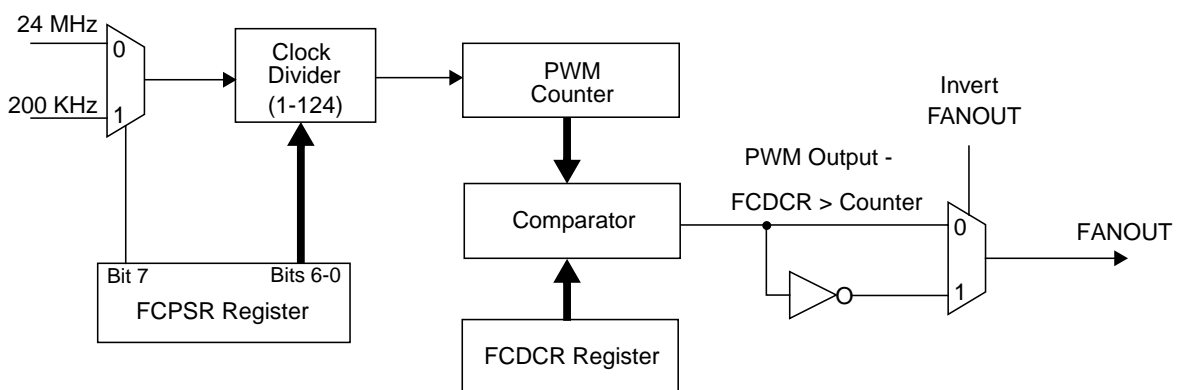 24 MHz
0
200 KHz
1
Clock
Divider
(1-124)
PWM
Counter
Invert
FANOUT
PWM Output -
FCDCR > Counter
Comparator
0
1
FANOUT
Bit 7
Bits 6-0
FCPSR Register
FCDCR Register